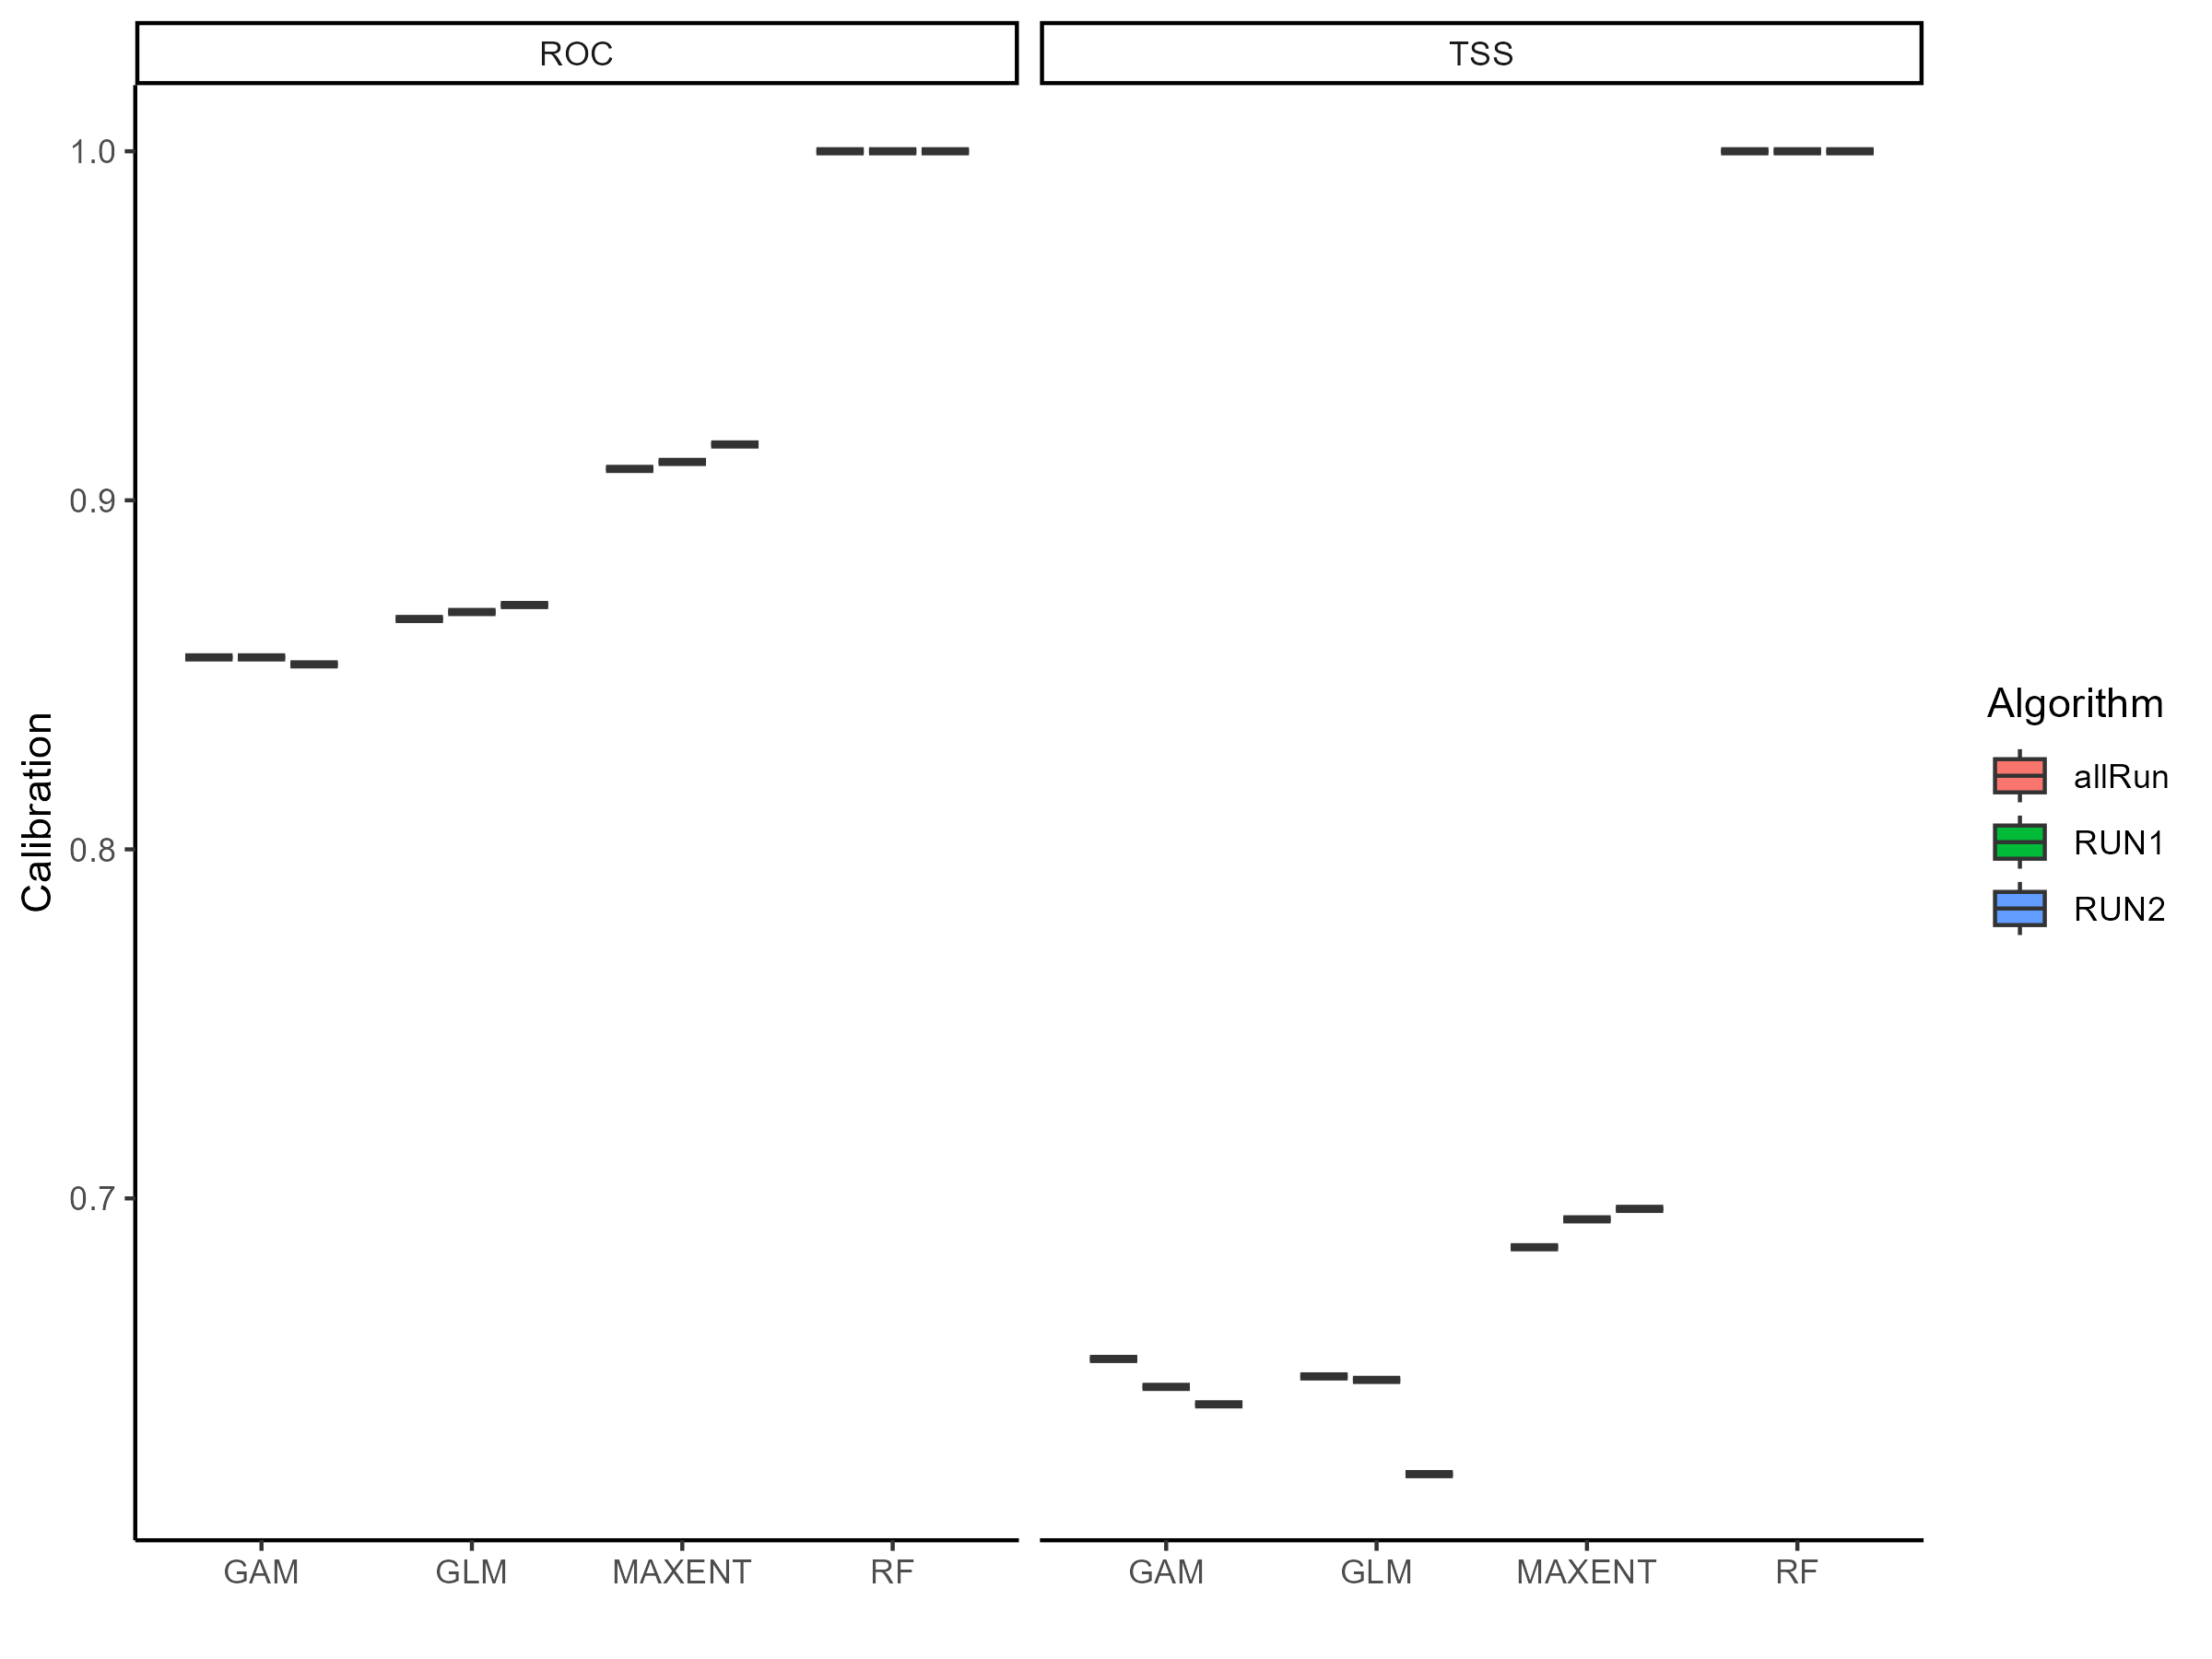 ROC
TSS
1.0
0.9
0.8
0.7
Calibration
GAM GLM MAXENT RF
GAM GLM MAXENT RF
Algorithm
allRun
RUN1
RUN2